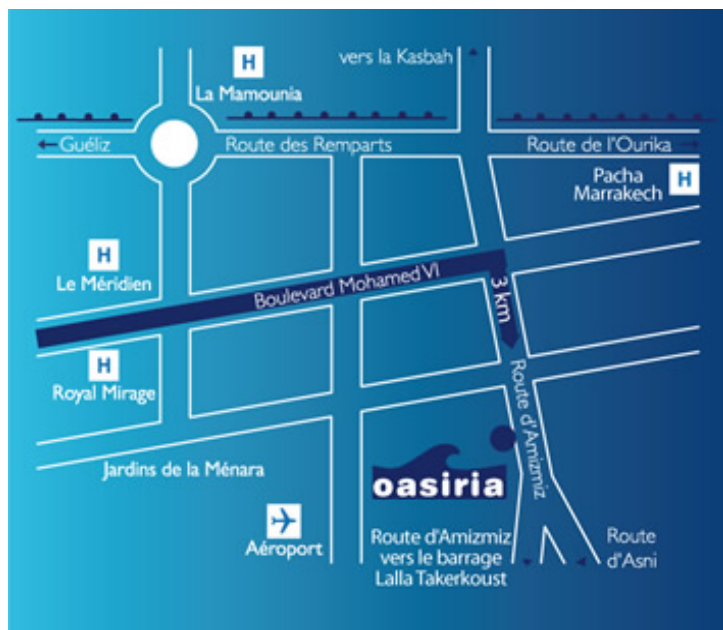 H
vers la Kasbah
La Mamounia
Guéliz
Route des Remparts
Route de l'Ourika
Pacha
Marrakech
H
H
Le Méridien
Boulevard Mohamed VI
3 km
H
Royal Mirage
Route d'Amizmiz
Jardins de la Ménara
oasiria
Aéroport
Route d'Amizmiz
vers le barrage
Lalla Takerkoust
Route
d'Asni